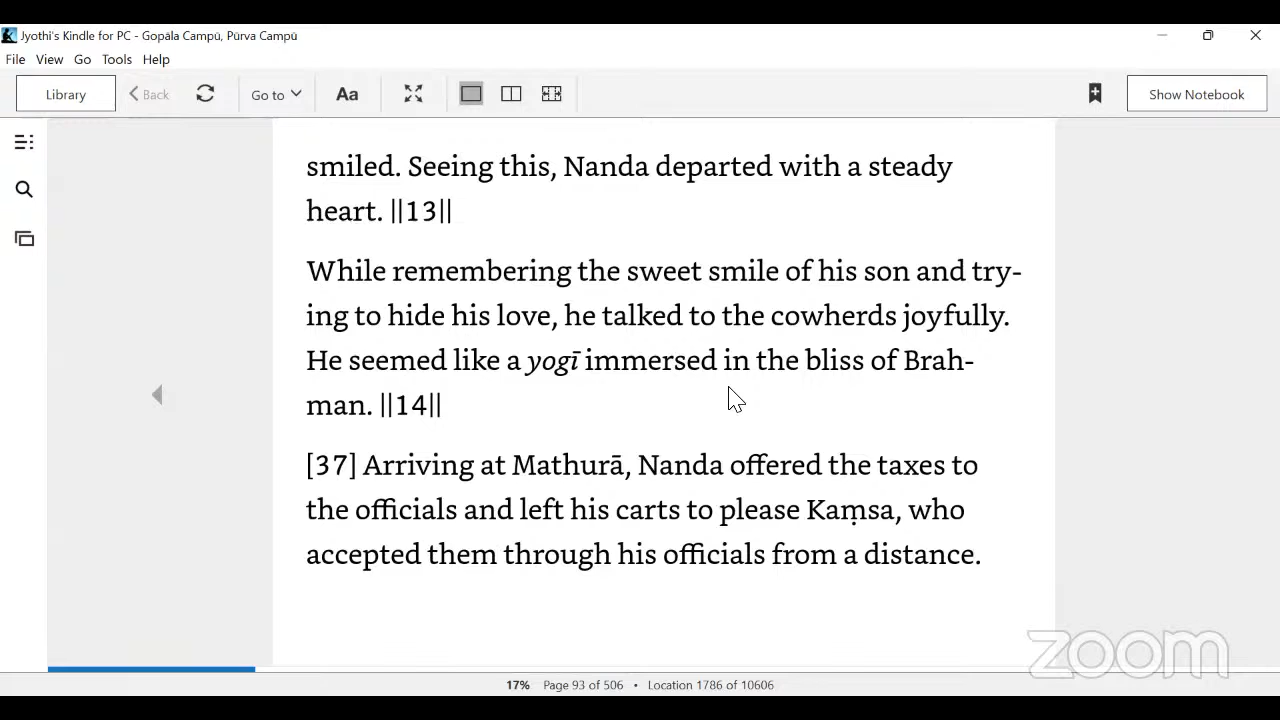 Jyothi's Kindle for PC - Gopāla Campū, Pūrva Campū
File View Go Tools Help
Library Back Go to Aa Show Notebook
smiled. Seeing this, Nanda departed with a steady
heart. ||13||
While remembering the sweet smile of his son and try-
ing to hide his love, he talked to the cowherds joyfully.
He seemed like a yogī immersed in the bliss of Brah-
man. ||14||
[37] Arriving at Mathurā, Nanda offered the taxes to
the officials and left his carts to please Kaṃsa, who
accepted them through his officials from a distance.
zoom
17% Page 93 of 506 • Location 1786 of 10606